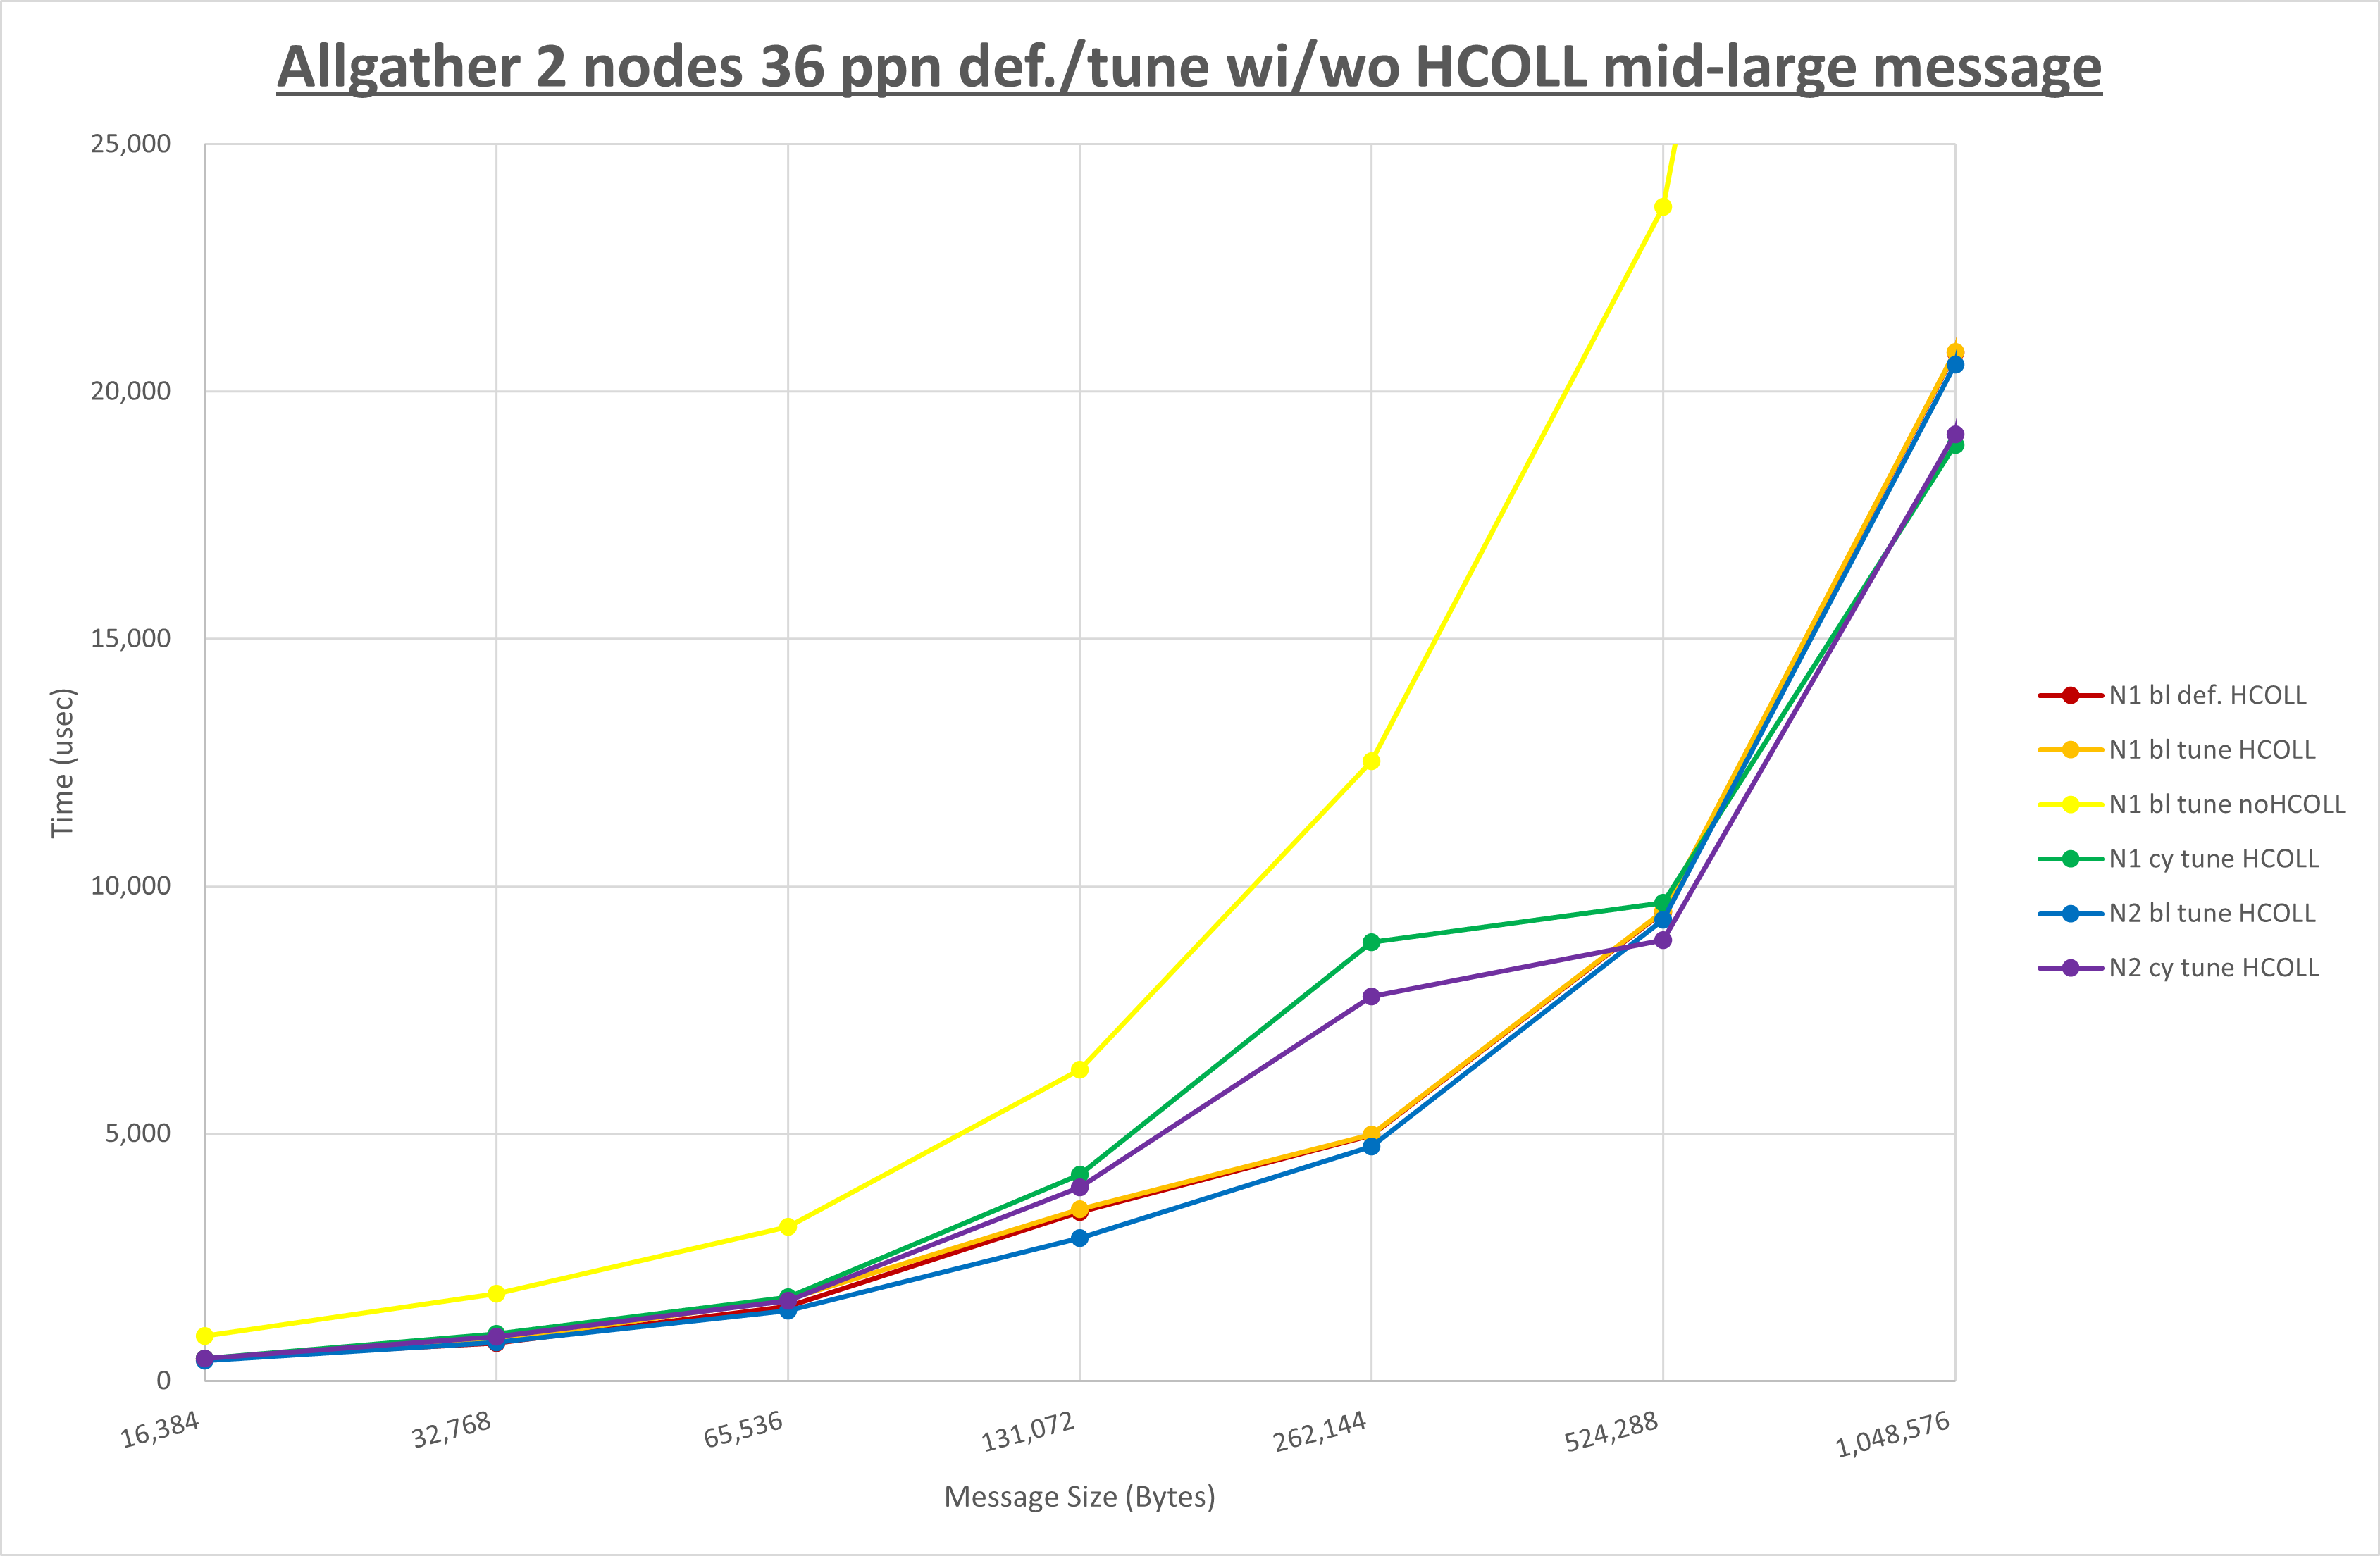 Allgather 2 nodes 36 ppn def./tune wi/wo HCOLL mid-large message
25,000
20,000
15,000
10,000
5,000
0
Time (usec)
16,384
32,768
65,536
131,072
262,144
524,288
1,048,576
Message Size (Bytes)
N1 bl def. HCOLL
N1 bl tune HCOLL
N1 bl tune noHCOLL
N1 cy tune HCOLL
N2 bl tune HCOLL
N2 cy tune HCOLL